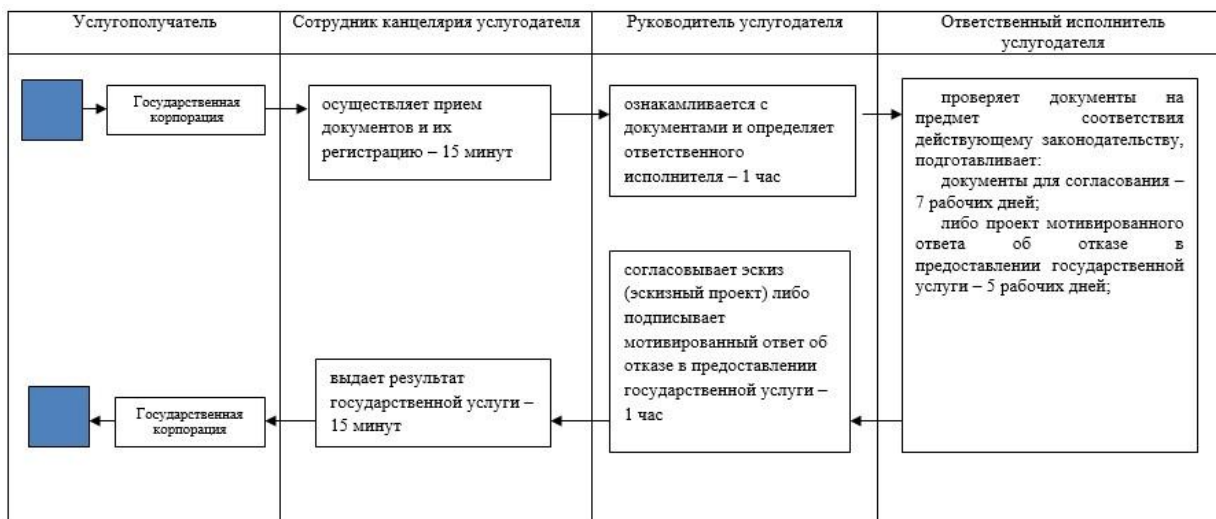 Услугополучатель
Сотрудник канцелярия услугодателя
Руководитель услугодателя
Ответственный исполнитель
услугодателя
Государственная
корпорация
осуществляет прием
документов и их
регистрацию – 15 минут
ознакамливается с
документами и определяет
ответственного
исполнителя – 1 час
проверяет документы на
предмет соответствия
действующему законодательству,
подготавливает:
документы для согласования –
7 рабочих дней;
либо проект мотивированного
ответа об отказе в
предоставлении государственной
услуги – 5 рабочих дней;
согласовывает эскиз
(эскизный проект) либо
подписывает
мотивированный ответ об
отказе в предоставлении
государственной услуги –
1 час
выдает результат
государственной услуги –
15 минут
Государственная
корпорация